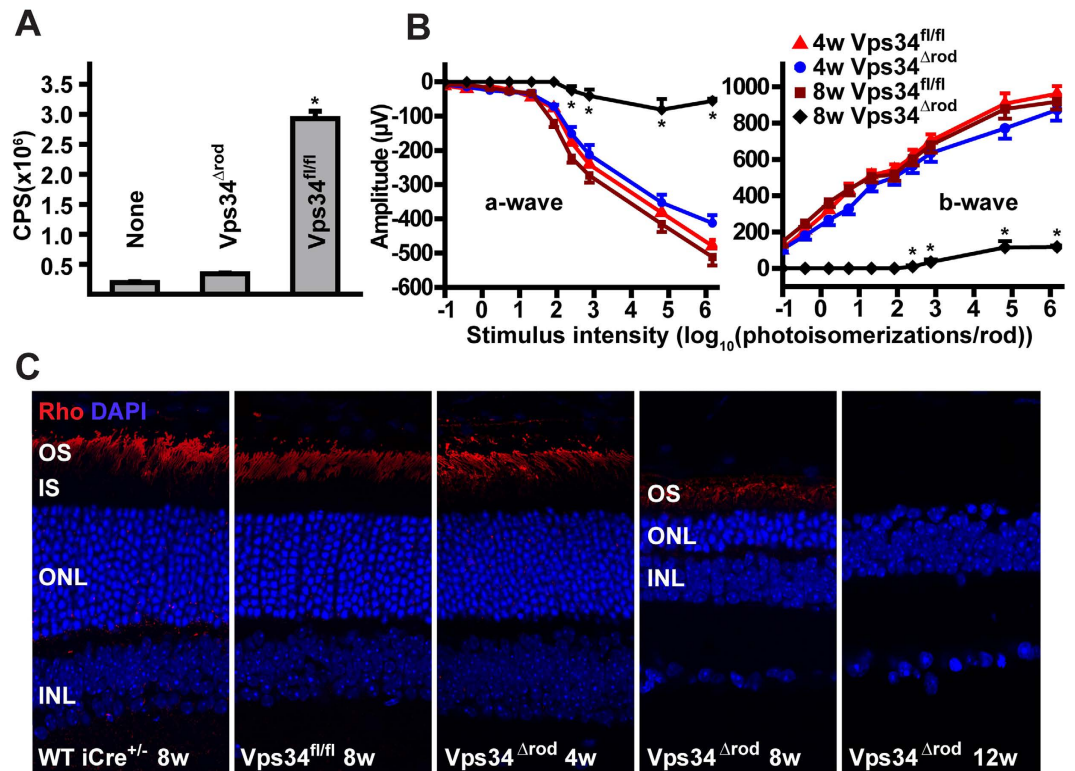 A
CPS(x10⁶)
3.5
3.0
2.5
2.0
1.5
1.0
0.5
None
Vps34^Δrod
Vps34^fl/fl
*
B
Amplitude (µV)
0
-100
-200
-300
-400
-500
-600
-1 0 1 2 3 4 5 6
a-wave
* * * *
4w Vps34^fl/fl
4w Vps34^Δrod
8w Vps34^fl/fl
8w Vps34^Δrod
1000
800
600
400
200
0
-1 0 1 2 3 4 5 6
b-wave
* * * *
Stimulus intensity (log₁₀(photoisomerizations/rod))
C
Rho DAPI
OS
IS
ONL
INL
WT iCre^+/- 8w
Vps34^fl/fl 8w
Vps34^Δrod 4w
OS
ONL
INL
Vps34^Δrod 8w
Vps34^Δrod 12w